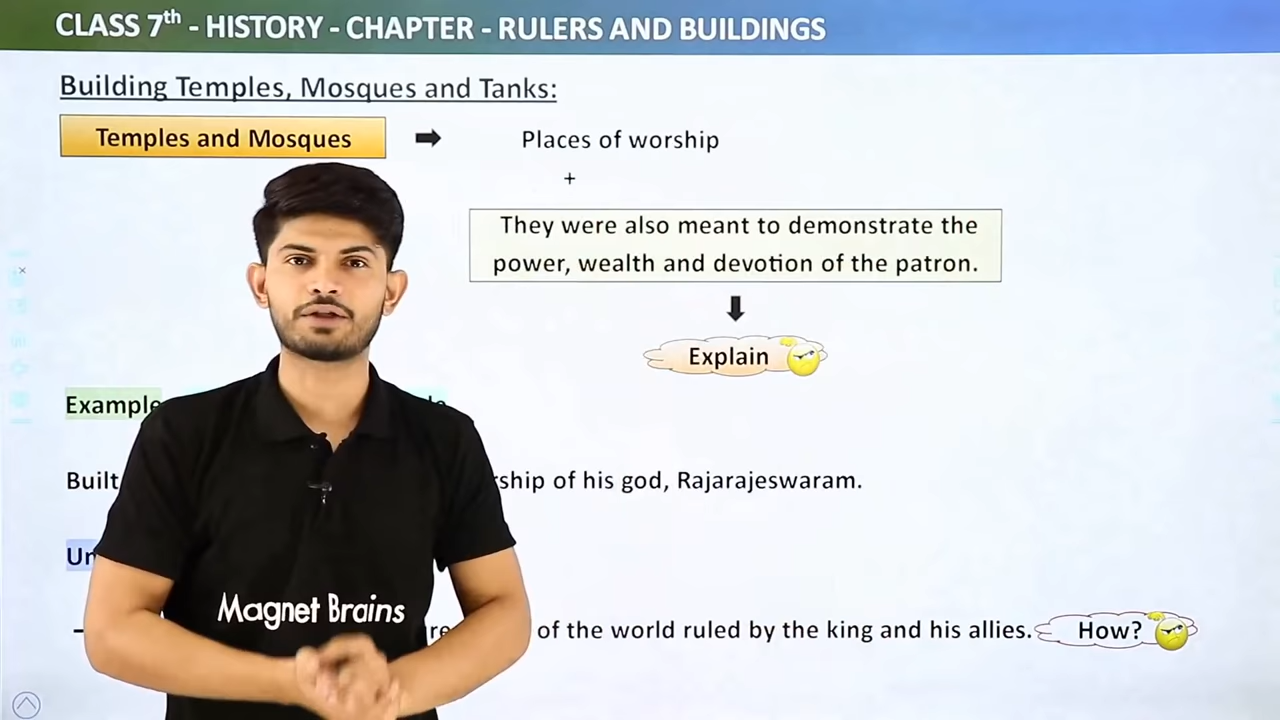 CLASS 7th - HISTORY - CHAPTER - RULERS AND BUILDINGS
Building Temples, Mosques and Tanks:
Temples and Mosques
Places of worship
+
They were also meant to demonstrate the
power, wealth and devotion of the patron.
Explain
Example
Built
of his god, Rajarajeswaram.
of the world ruled by the king and his allies. How?
Magnet Brains